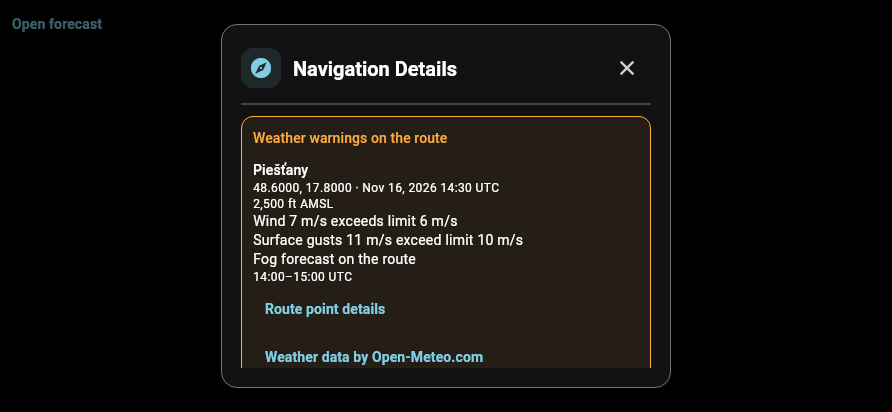 Open forecast
Navigation Details
Weather warnings on the route
Piešťany
48.6000, 17.8000 · Nov 16, 2026 14:30 UTC
2,500 ft AMSL
Wind 7 m/s exceeds limit 6 m/s
Surface gusts 11 m/s exceed limit 10 m/s
Fog forecast on the route
14:00–15:00 UTC
Route point details
Weather data by Open-Meteo.com